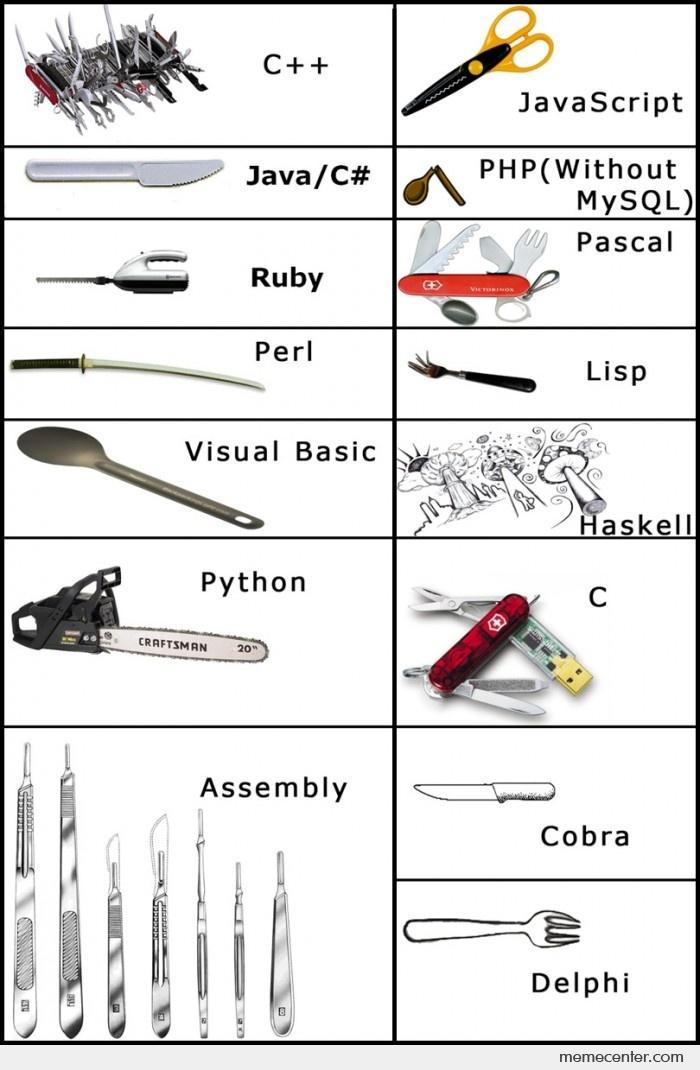 C++
JavaScript
Java/C#
PHP(Without
MySQL)
Ruby
Pascal
VICTORINOX
Perl
Lisp
Visual Basic
Haskell
Python
CRAFTSMAN 20"
C
Assembly
Cobra
Delphi
memecenter.com